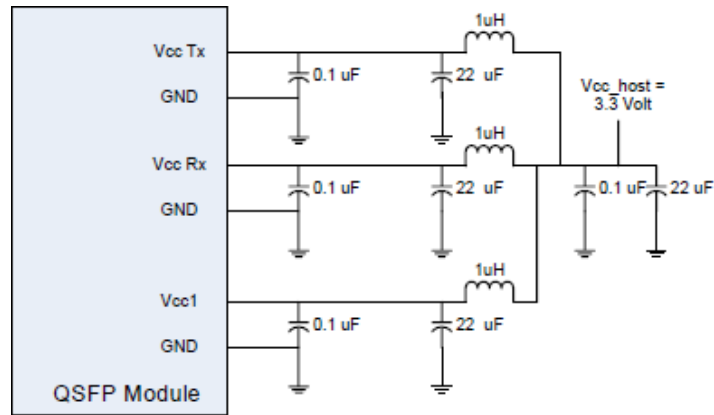 1uH
Vcc Tx
0.1 uF
22 uF
GND
Vcc_host =
3.3 Volt
1uH
Vcc Rx
0.1 uF
22 uF
0.1 uF
22 uF
GND
1uH
Vcc1
0.1 uF
22 uF
GND
QSFP Module